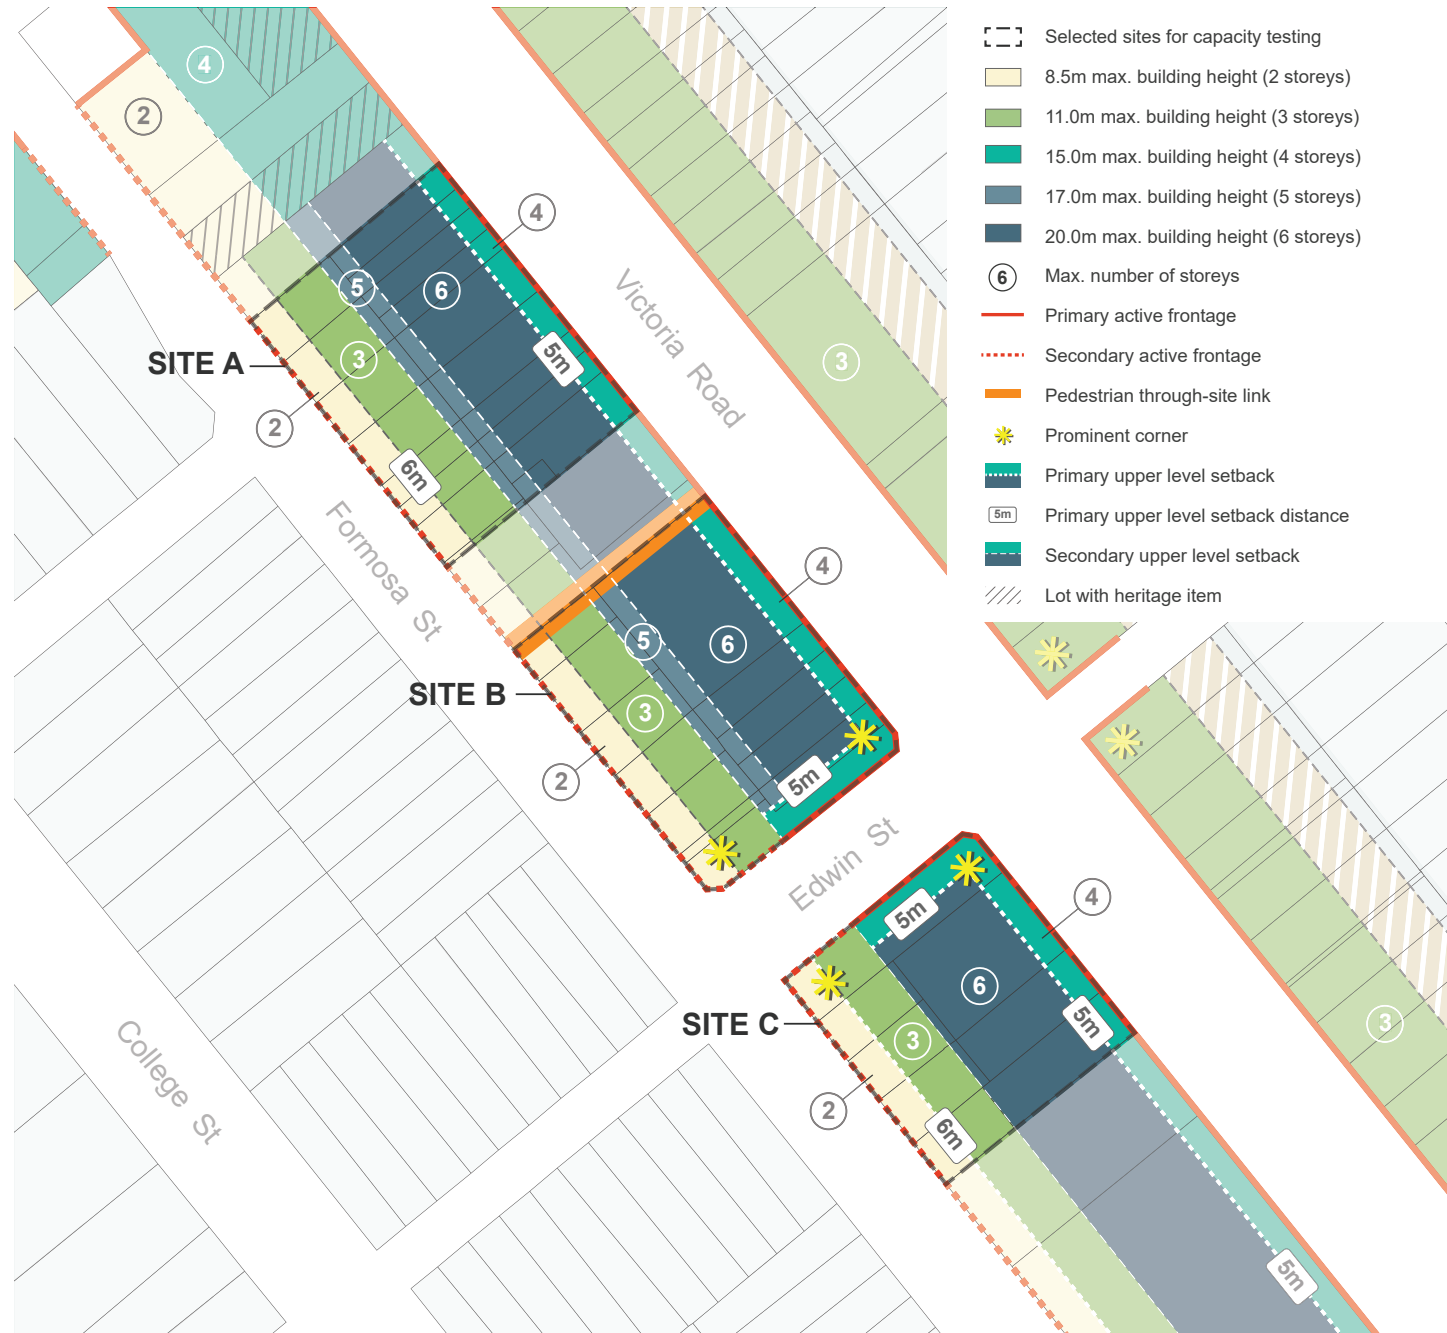 Selected sites for capacity testing
8.5m max. building height (2 storeys)
11.0m max. building height (3 storeys)
15.0m max. building height (4 storeys)
17.0m max. building height (5 storeys)
20.0m max. building height (6 storeys)
6
Max. number of storeys
Primary active frontage
Secondary active frontage
Pedestrian through-site link
Prominent corner
Primary upper level setback
5m
Primary upper level setback distance
Secondary upper level setback
Lot with heritage item
4
2
4
5
6
3
SITE A
2
5m
6m
Victoria Road
3
Formosa St
4
5
6
SITE B
3
2
5m
Edwin St
4
5m
6
5m
SITE C
3
2
6m
3
College St
5m